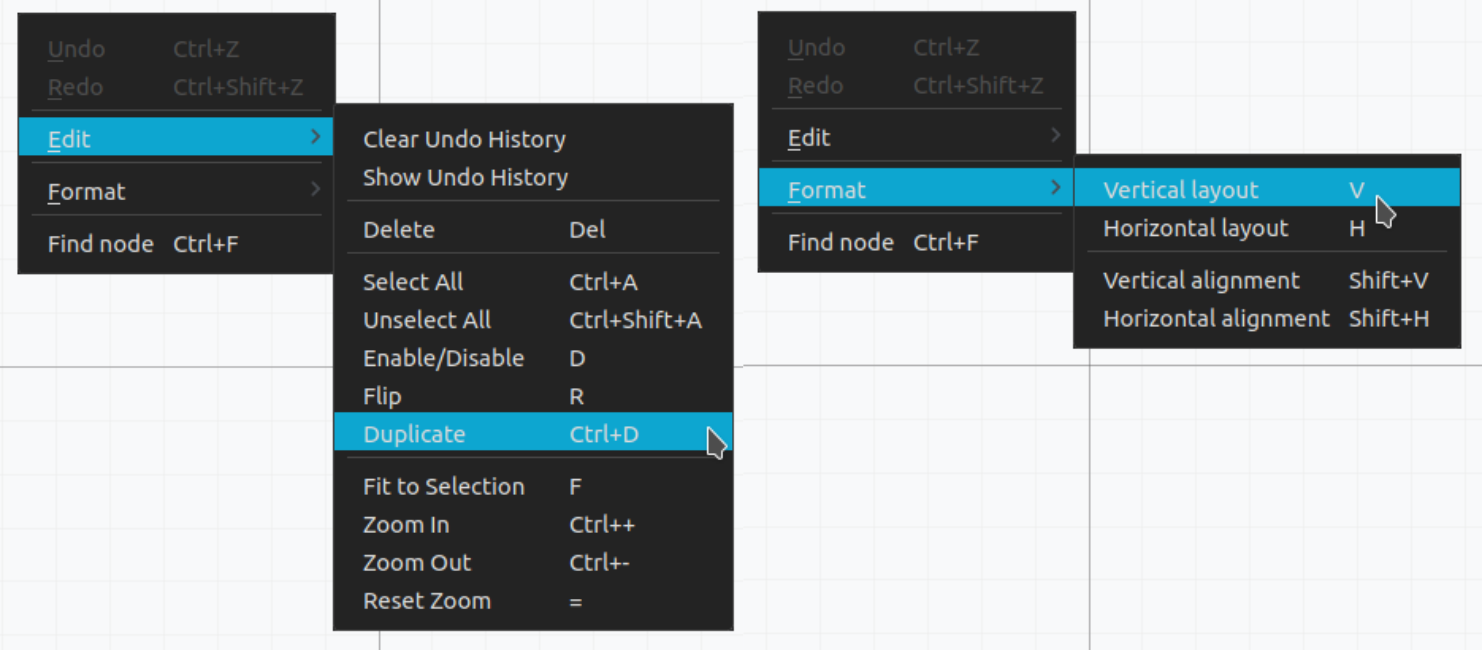 Undo Ctrl+Z
Redo Ctrl+Shift+Z
Edit
Format
Find node Ctrl+F
Clear Undo History
Show Undo History
Delete Del
Select All Ctrl+A
Unselect All Ctrl+Shift+A
Enable/Disable D
Flip R
Duplicate Ctrl+D
Fit to Selection F
Zoom In Ctrl++
Zoom Out Ctrl+-
Reset Zoom =
Undo Ctrl+Z
Redo Ctrl+Shift+Z
Edit
Format
Find node Ctrl+F
Vertical layout V
Horizontal layout H
Vertical alignment Shift+V
Horizontal alignment Shift+H